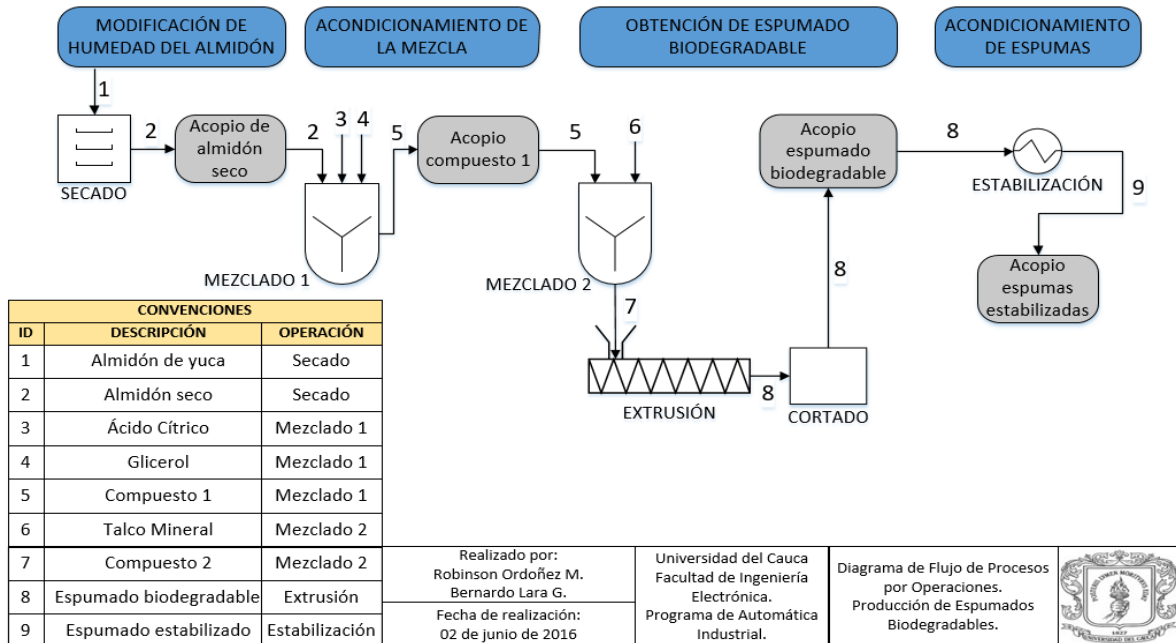 MODIFICACIÓN DE
HUMEDAD DEL ALMIDÓN
ACONDICIONAMIENTO DE
LA MEZCLA
OBTENCIÓN DE ESPUMADO
BIODEGRADABLE
ACONDICIONAMIENTO
DE ESPUMAS
1
SECADO
2
Acopio de
almidón
seco
2
3
4
MEZCLADO 1
5
Acopio
compuesto 1
5
6
MEZCLADO 2
7
EXTRUSIÓN
8
CORTADO
8
Acopio
espumado
biodegradable
8
ESTABILIZACIÓN
9
Acopio
espumas
estabilizadas
CONVENCIONES
ID DESCRIPCIÓN OPERACIÓN
1 Almidón de yuca Secado
2 Almidón seco Secado
3 Ácido Cítrico Mezclado 1
4 Glicerol Mezclado 1
5 Compuesto 1 Mezclado 1
6 Talco Mineral Mezclado 2
7 Compuesto 2 Mezclado 2
8 Espumado biodegradable Extrusión
9 Espumado estabilizado Estabilización
Realizado por:
Robinson Ordoñez M.
Bernardo Lara G.
Fecha de realización:
02 de junio de 2016
Universidad del Cauca
Facultad de Ingeniería
Electrónica.
Programa de Automática
Industrial.
Diagrama de Flujo de Procesos
por Operaciones.
Producción de Espumados
Biodegradables.
1827
UNIVERSIDAD DEL CAUCA